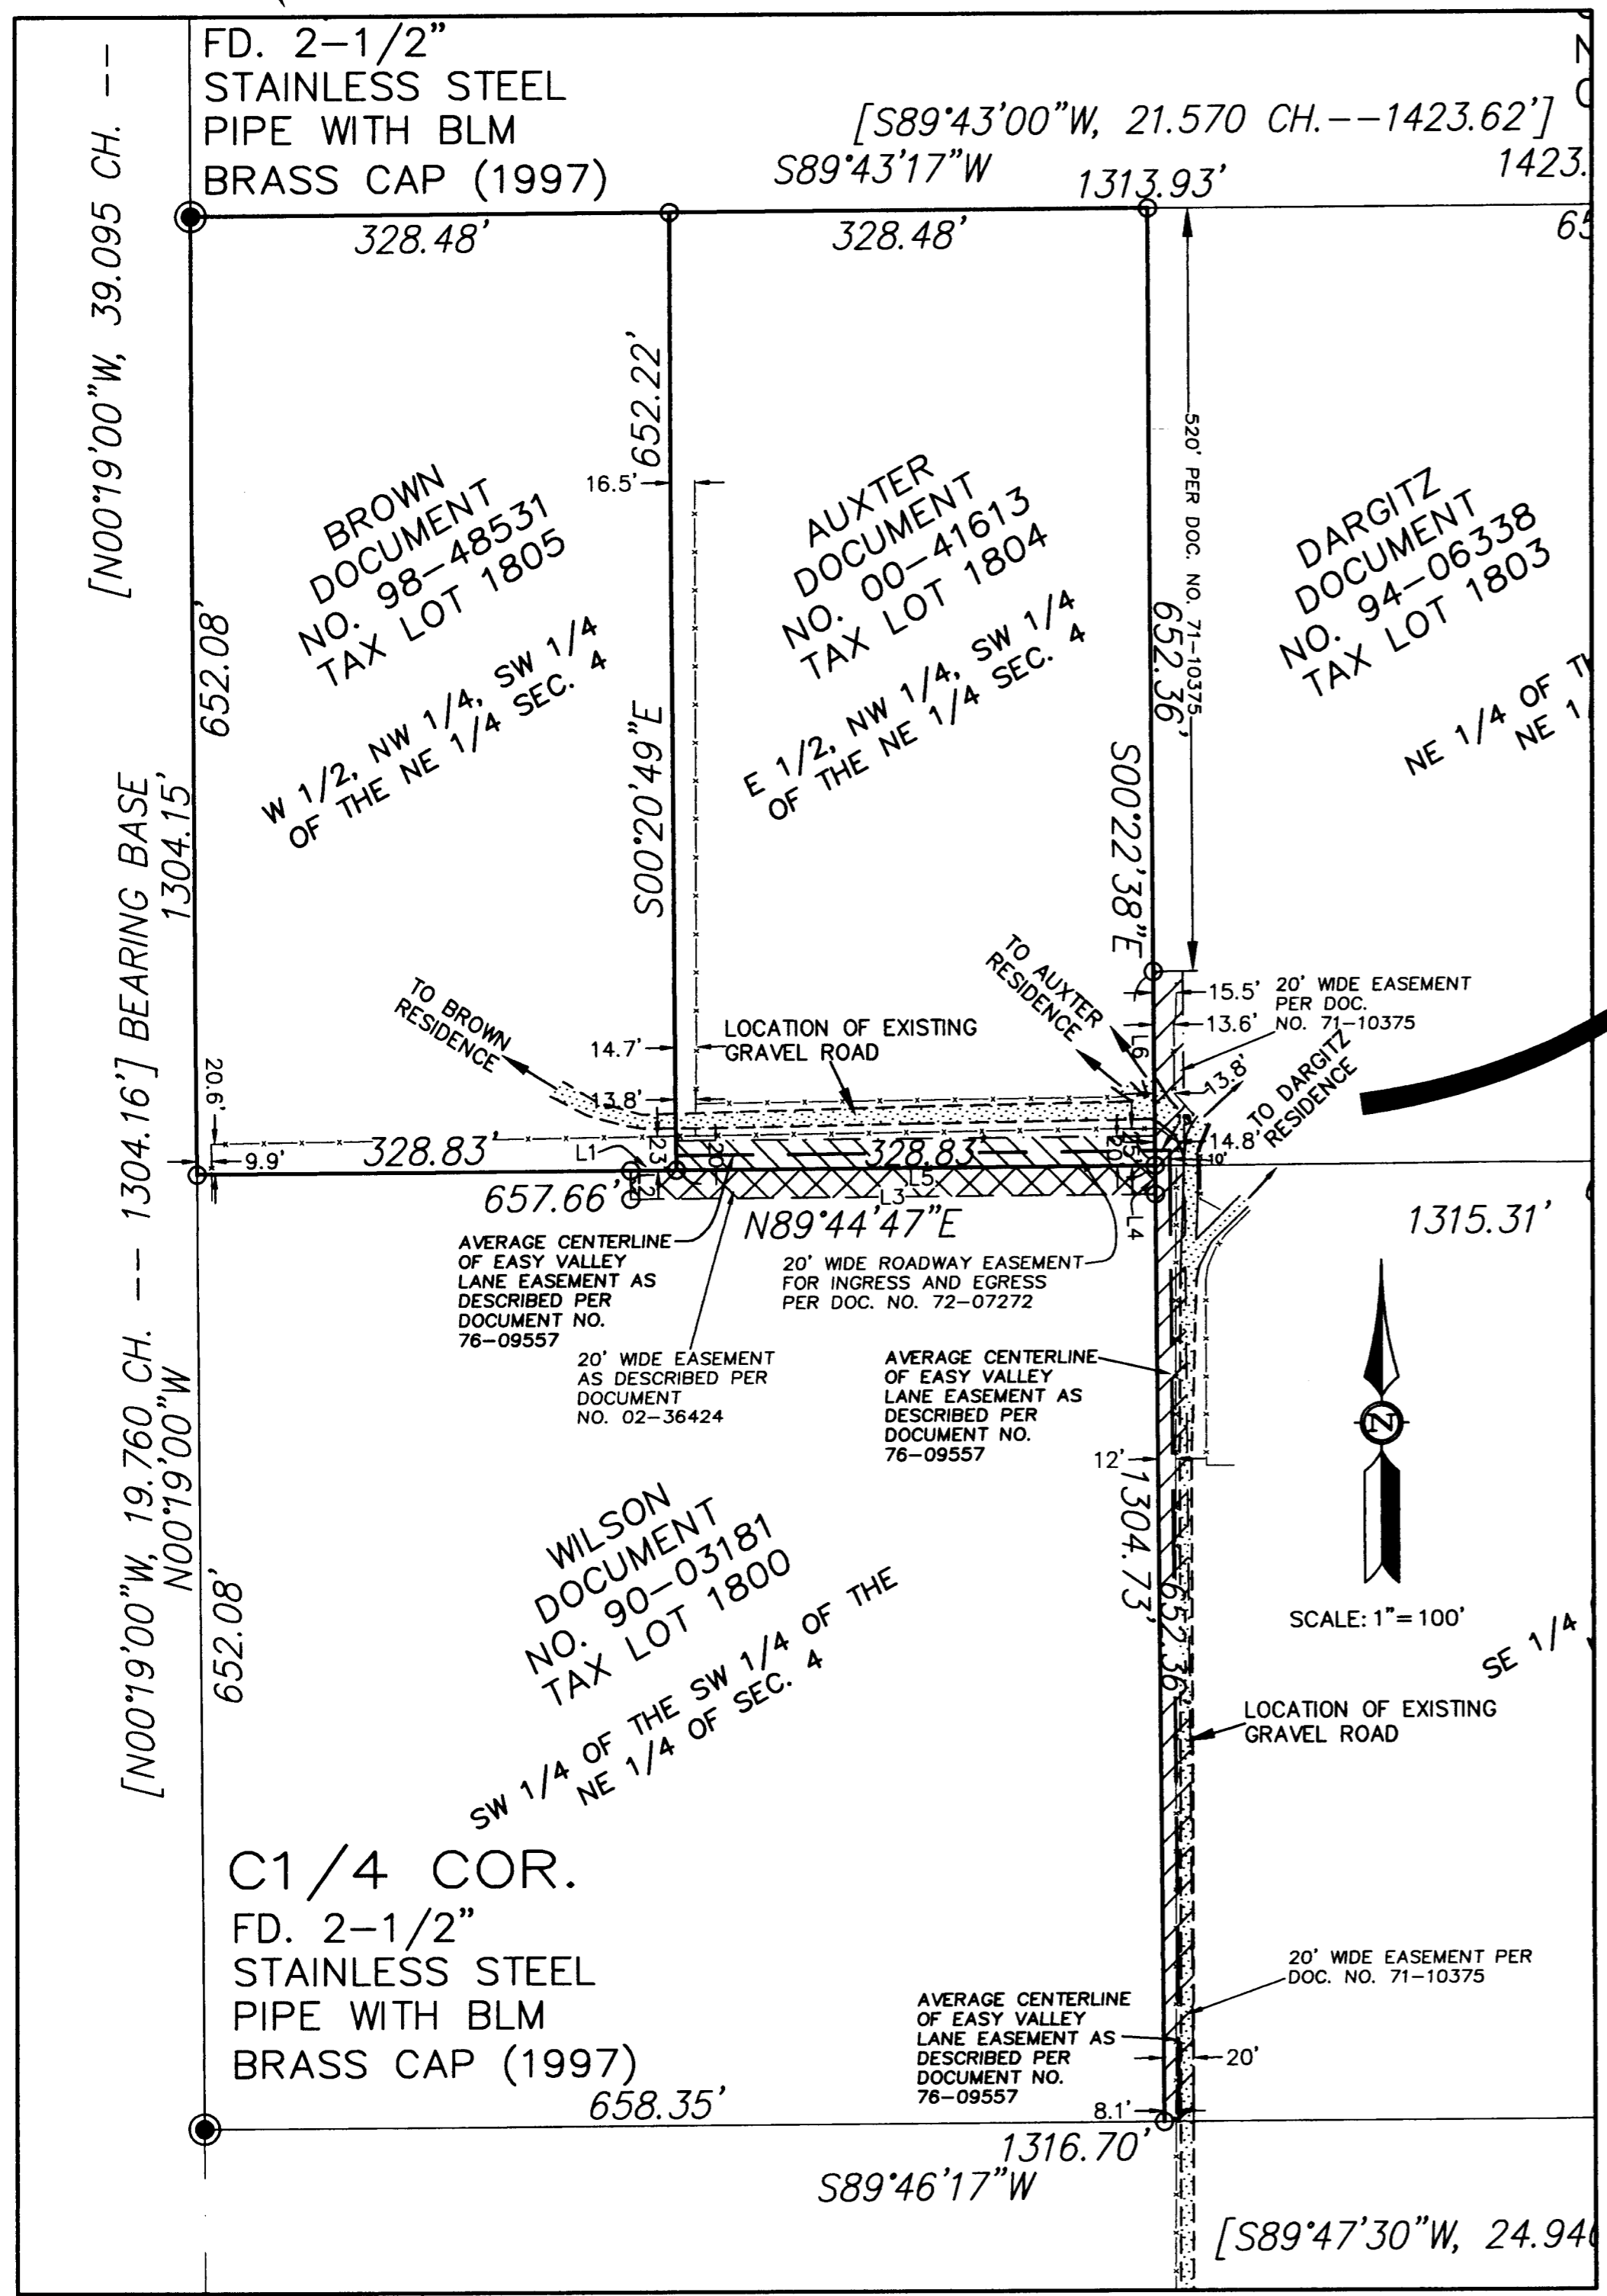 FD. 2-1/2"
STAINLESS STEEL
PIPE WITH BLM
BRASS CAP (1997)
[S89°43'00"W, 21.570 CH.--1423.62']
S89°43'17"W
1313.93'
1423.
328.48'
328.48'
65
[N00°19'00"W, 39.095 CH. --
652.08'
1304.15'
[N00°19'00"W, 19.760 CH. -- 1304.16'] BEARING BASE
N00°19'00"W
652.22'
S00°20'49"E
16.5'
BROWN
DOCUMENT
NO. 98-48531
TAX LOT 1805
W 1/2, NW 1/4, SW 1/4
OF THE NE 1/4 SEC. 4
AUXTER
DOCUMENT
NO. 00-41613
TAX LOT 1804
E 1/2, NW 1/4, SW 1/4
OF THE NE 1/4 SEC. 4
520' PER DOC. NO. 71-10375
652.36'
S00°22'38"E
DARGITZ
DOCUMENT
NO. 94-06338
TAX LOT 1803
NE 1/4 OF TH
NE 1/
TO BROWN
RESIDENCE
LOCATION OF EXISTING
GRAVEL ROAD
TO AUXTER
RESIDENCE
15.5'
13.6'
20' WIDE EASEMENT
PER DOC.
NO. 71-10375
L6
13.8'
TO DARGITZ
RESIDENCE
14.7'
13.8'
20.6'
9.9'
328.83'
L1
23'
20'
328.83'
20'
25'
14.8'
10'
657.66'
L2
L5
L3
L4
N89°44'47"E
1315.31'
AVERAGE CENTERLINE
OF EASY VALLEY
LANE EASEMENT AS
DESCRIBED PER
DOCUMENT NO.
76-09557
20' WIDE ROADWAY EASEMENT
FOR INGRESS AND EGRESS
PER DOC. NO. 72-07272
20' WIDE EASEMENT
AS DESCRIBED PER
DOCUMENT
NO. 02-36424
AVERAGE CENTERLINE
OF EASY VALLEY
LANE EASEMENT AS
DESCRIBED PER
DOCUMENT NO.
76-09557
12'
1304.73'
652.36'
N
SCALE: 1"=100'
SE 1/4
WILSON
DOCUMENT
NO. 90-03181
TAX LOT 1800
SW 1/4 OF THE SW 1/4 OF THE
NE 1/4 OF SEC. 4
652.08'
LOCATION OF EXISTING
GRAVEL ROAD
C1/4 COR.
FD. 2-1/2"
STAINLESS STEEL
PIPE WITH BLM
BRASS CAP (1997)
20' WIDE EASEMENT PER
DOC. NO. 71-10375
AVERAGE CENTERLINE
OF EASY VALLEY
LANE EASEMENT AS
DESCRIBED PER
DOCUMENT NO.
76-09557
20'
8.1'
658.35'
1316.70'
S89°46'17"W
[S89°47'30"W, 24.940